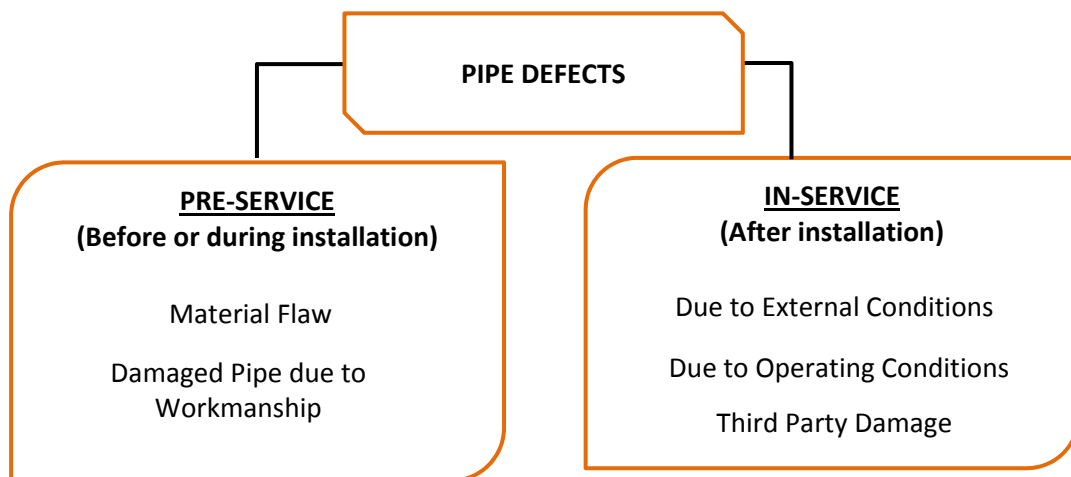 PIPE DEFECTS
PRE-SERVICE
(Before or during installation)
Material Flaw
Damaged Pipe due to
Workmanship
IN-SERVICE
(After installation)
Due to External Conditions
Due to Operating Conditions
Third Party Damage